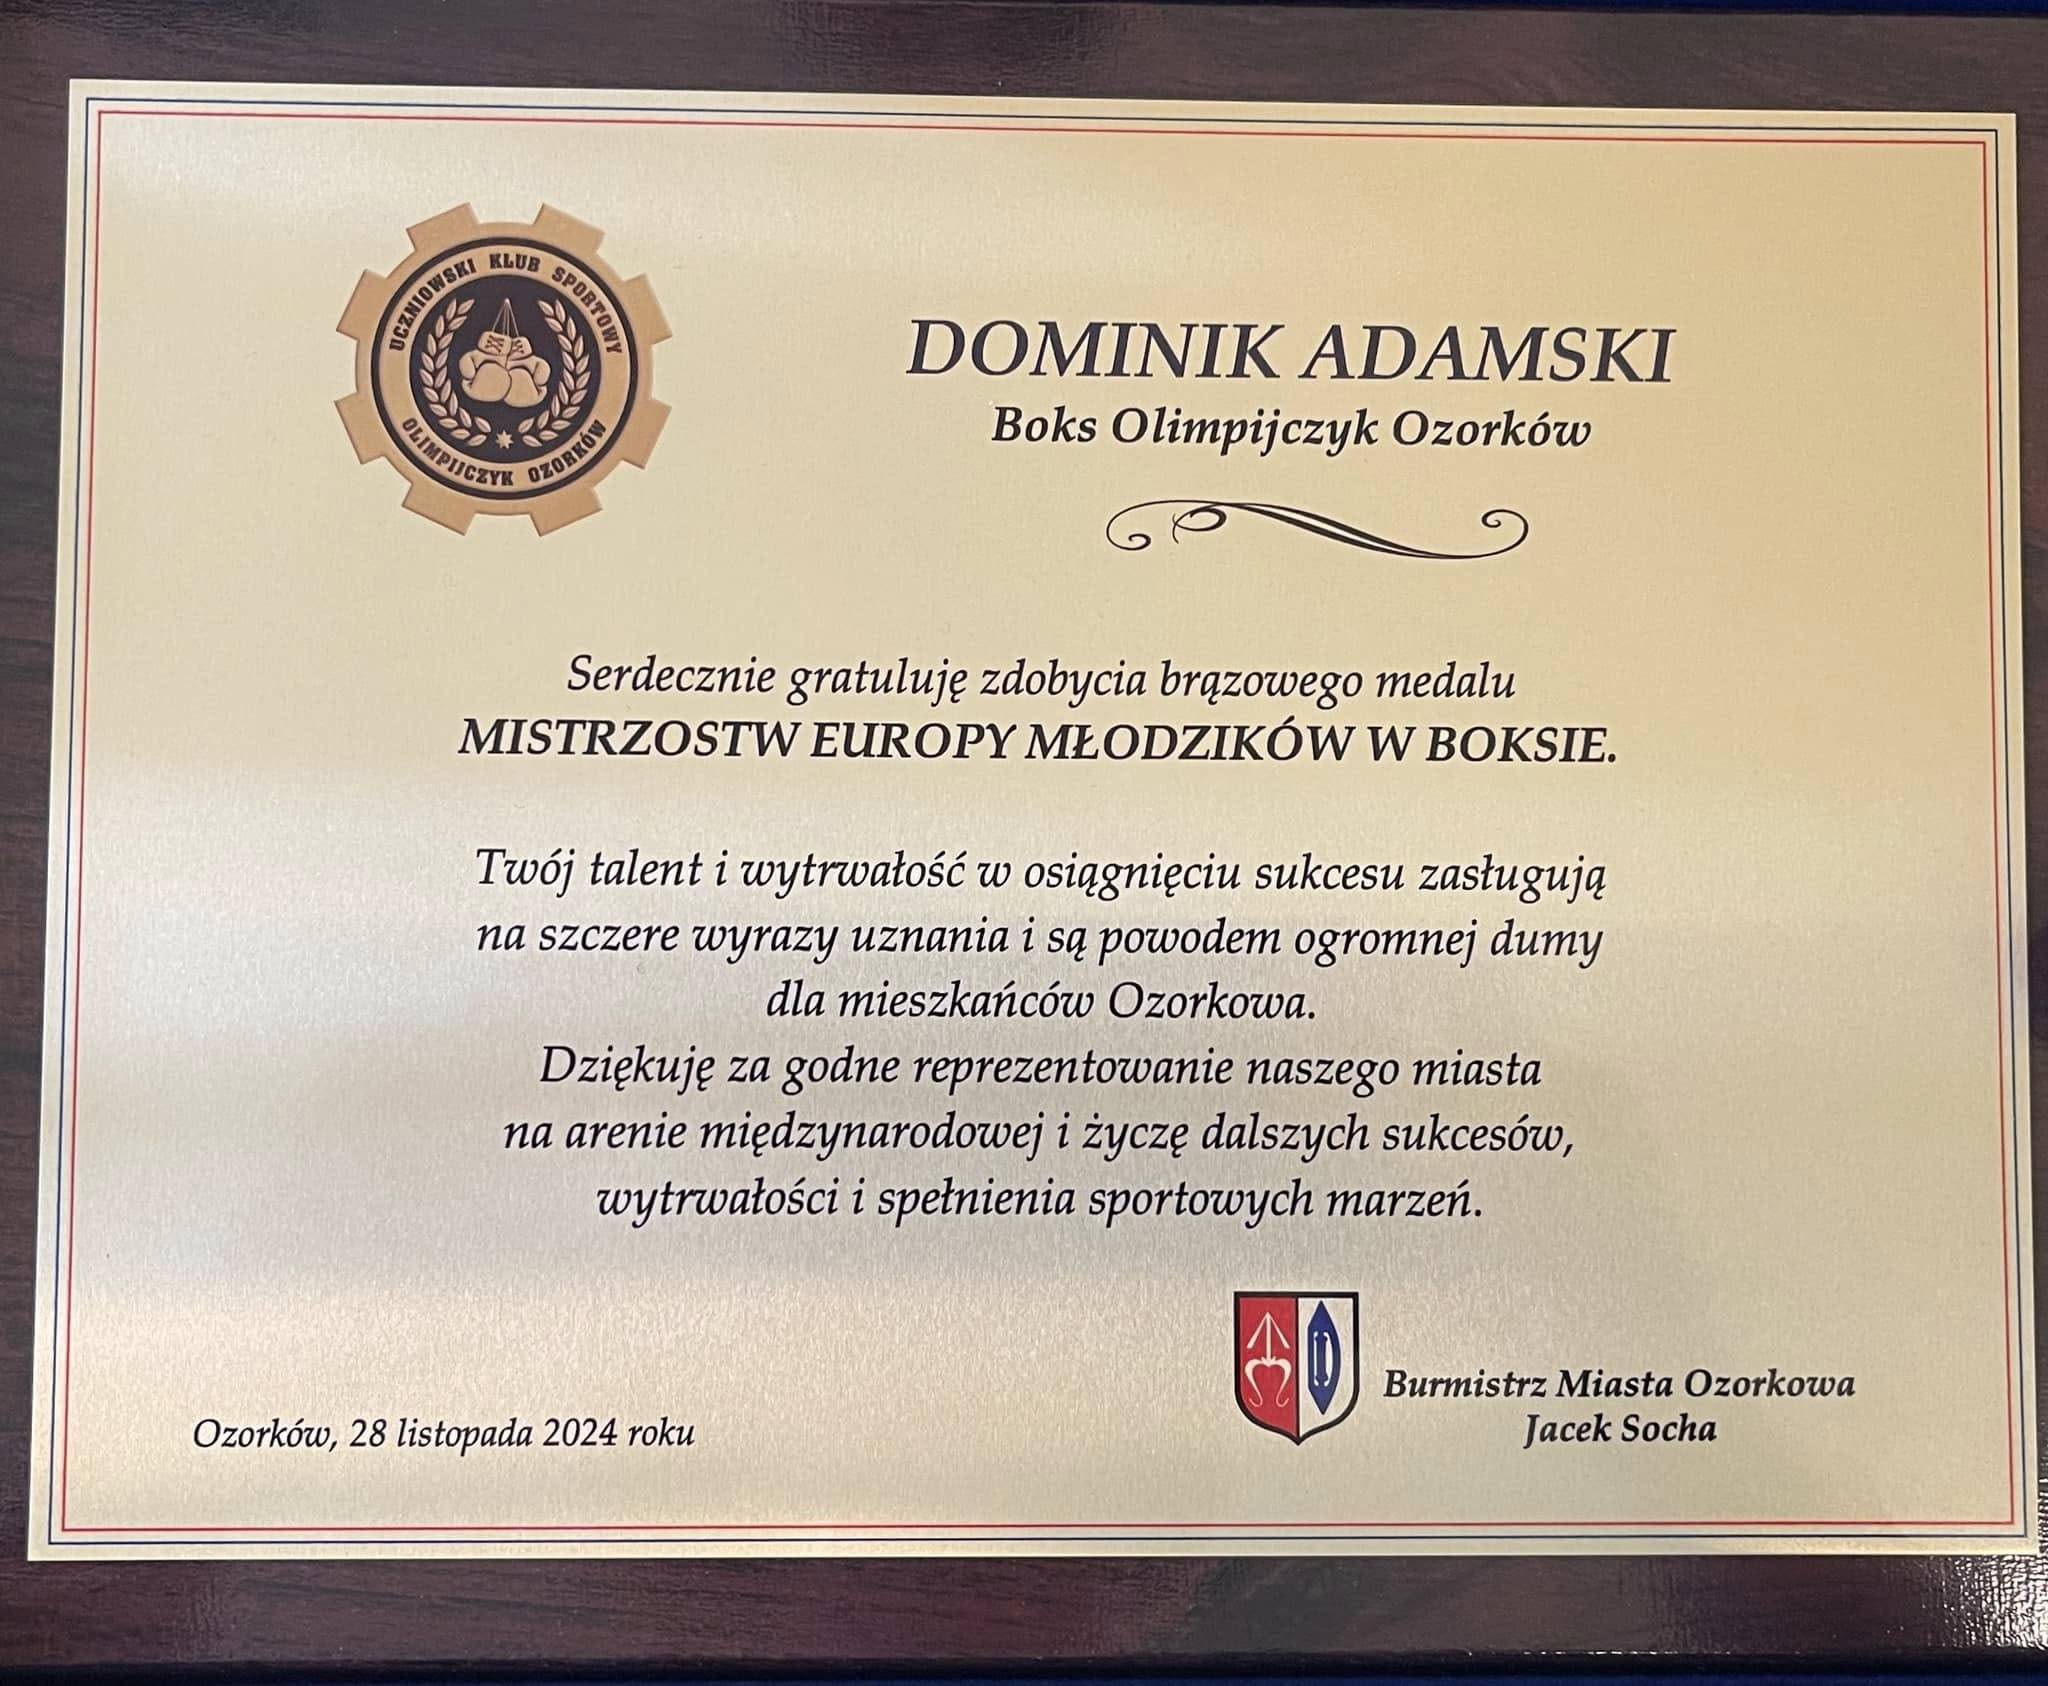 UCZNIOWSKI KLUB SPORTOWY
OLIMPIJCZYK OZORKÓW
DOMINIK ADAMSKI
Boks Olimpijczyk Ozorków
Serdecznie gratuluję zdobycia brązowego medalu
MISTRZOSTW EUROPY MŁODZIKÓW W BOKSIE.
Twój talent i wytrwałość w osiągnięciu sukcesu zasługują
na szczere wyrazy uznania i są powodem ogromnej dumy
dla mieszkańców Ozorkowa.
Dziękuję za godne reprezentowanie naszego miasta
na arenie międzynarodowej i życzę dalszych sukcesów,
wytrwałości i spełnienia sportowych marzeń.
Burmistrz Miasta Ozorkowa
Jacek Socha
Ozorków, 28 listopada 2024 roku